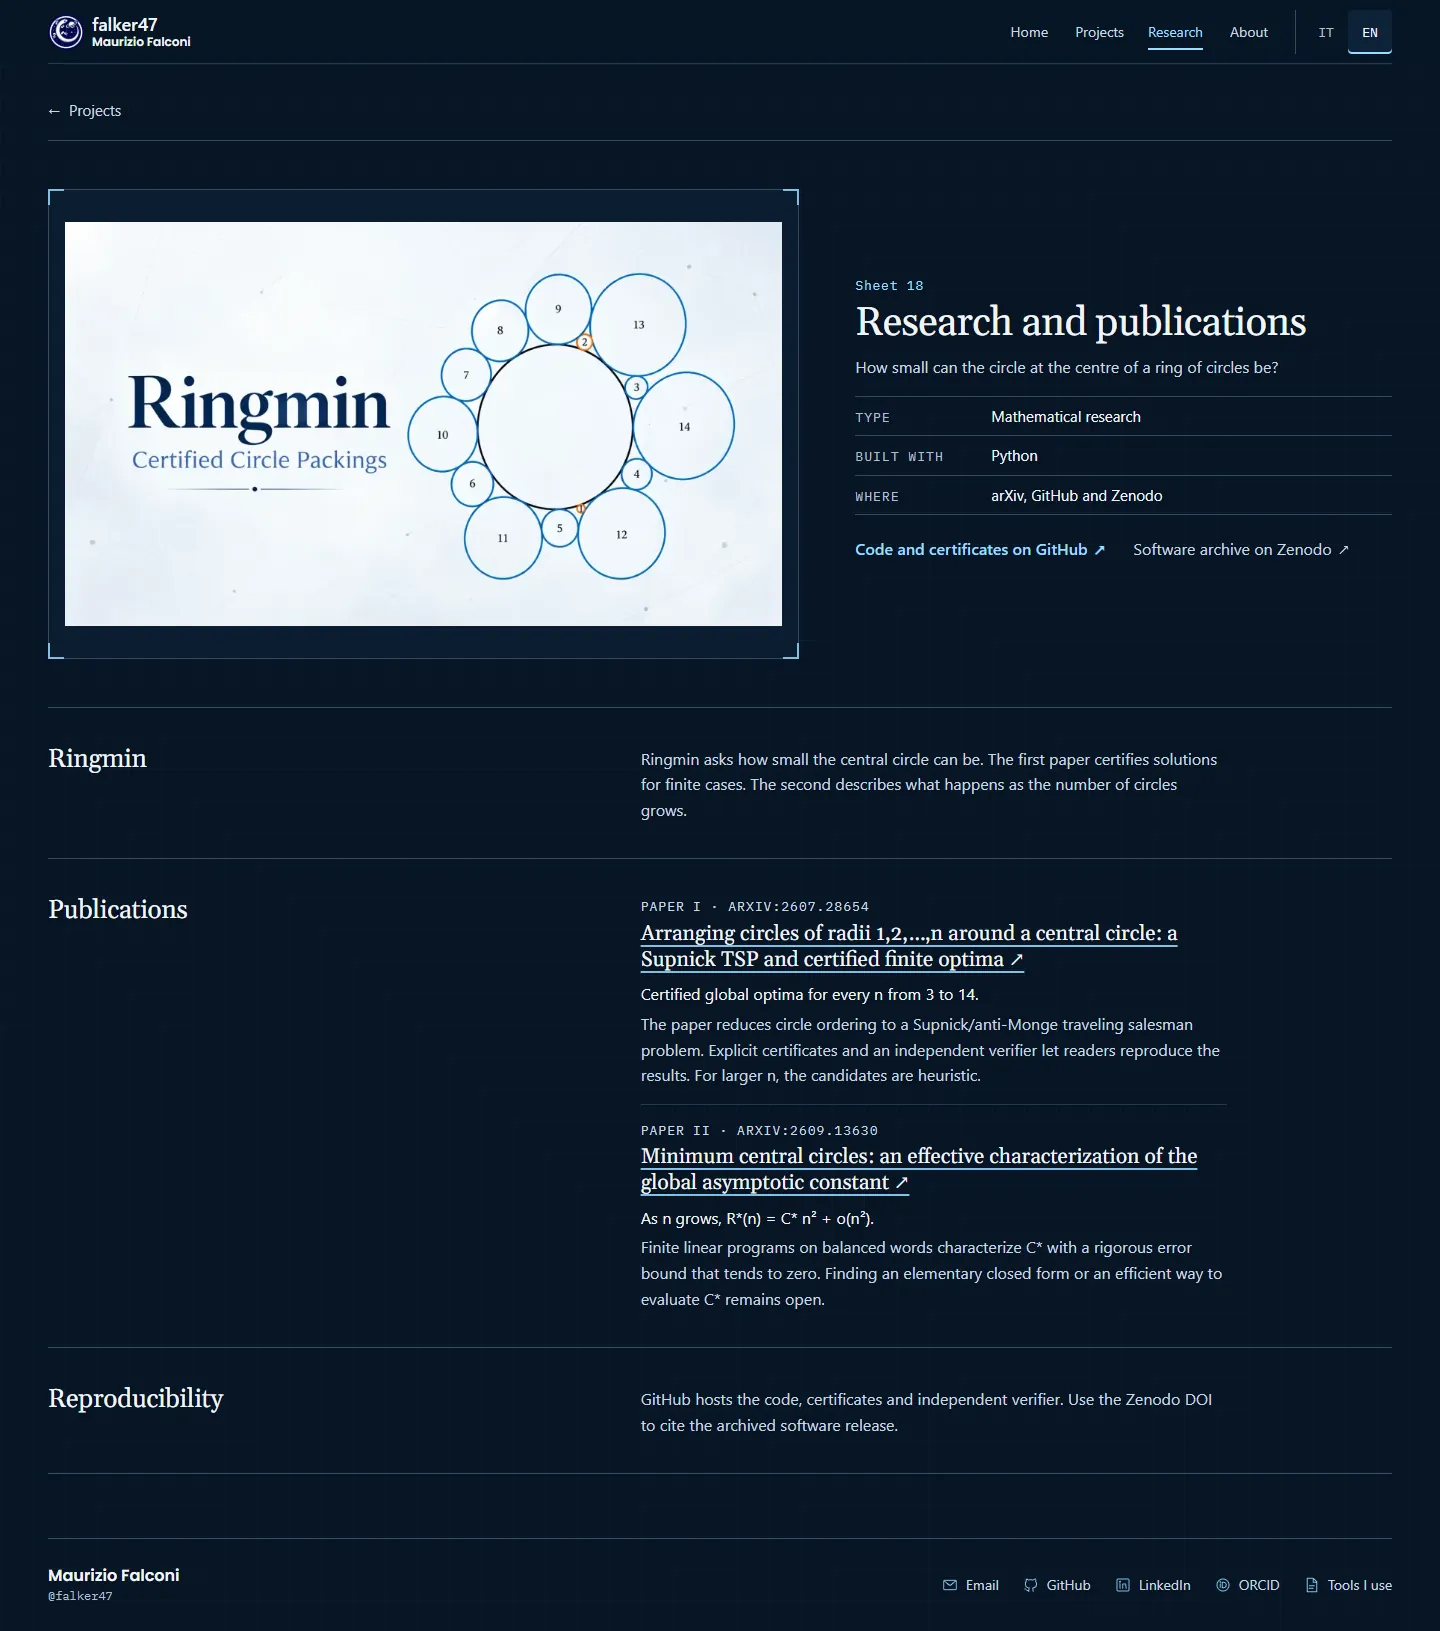 falker47
Maurizio Falconi
Home
Projects
Research
About
IT
EN
← Projects
Ringmin
Certified Circle Packings
9
13
8
2
7
3
10
14
4
6
5
11
12
Sheet 18
Research and publications
How small can the circle at the centre of a ring of circles be?
TYPE Mathematical research
BUILT WITH Python
WHERE arXiv, GitHub and Zenodo
Code and certificates on GitHub ↗ Software archive on Zenodo ↗
Ringmin
Ringmin asks how small the central circle can be. The first paper certifies solutions
for finite cases. The second describes what happens as the number of circles
grows.
Publications
PAPER I · ARXIV:2607.28654
Arranging circles of radii 1,2,…,n around a central circle: a
Supnick TSP and certified finite optima ↗
Certified global optima for every n from 3 to 14.
The paper reduces circle ordering to a Supnick/anti-Monge traveling salesman
problem. Explicit certificates and an independent verifier let readers reproduce the
results. For larger n, the candidates are heuristic.
PAPER II · ARXIV:2609.13630
Minimum central circles: an effective characterization of the
global asymptotic constant ↗
As n grows, R*(n) = C* n² + o(n²).
Finite linear programs on balanced words characterize C* with a rigorous error
bound that tends to zero. Finding an elementary closed form or an efficient way to
evaluate C* remains open.
Reproducibility
GitHub hosts the code, certificates and independent verifier. Use the Zenodo DOI
to cite the archived software release.
Maurizio Falconi
@falker47
Email
GitHub
LinkedIn
ORCID
Tools I use